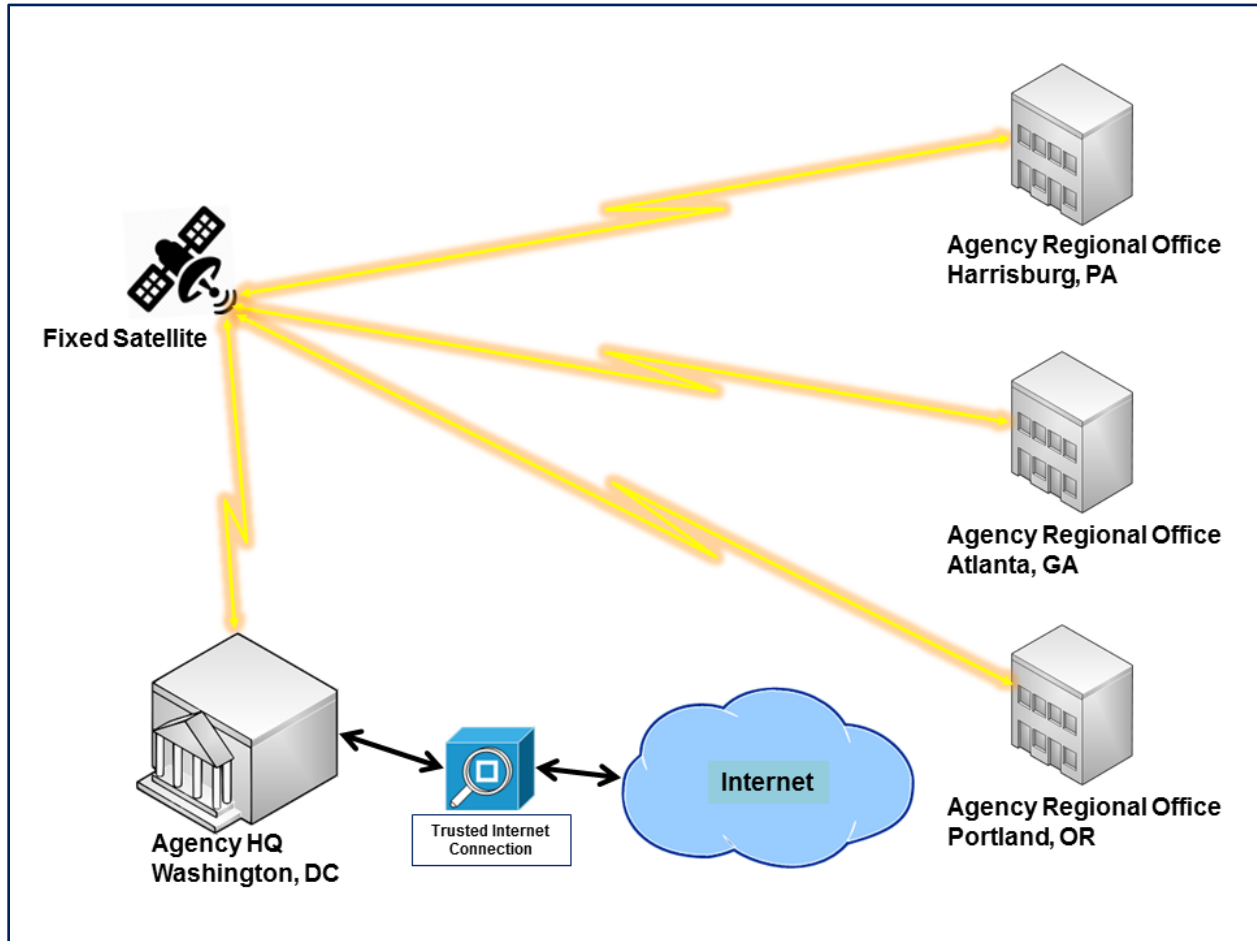 Agency Regional Office
Harrisburg, PA
Fixed Satellite
Agency Regional Office
Atlanta, GA
Internet
Agency Regional Office
Portland, OR
Trusted Internet
Connection
Agency HQ
Washington, DC